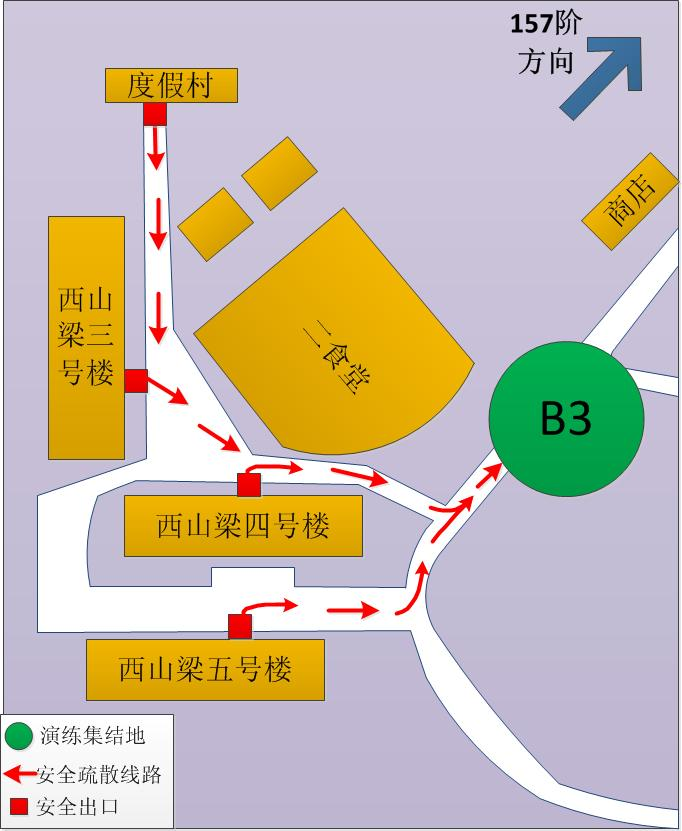 157阶
方向
度假村
商店
西山
梁三
号楼
二食堂
B3
西山梁四号楼
西山梁五号楼
演练集结地
安全疏散线路
安全出口